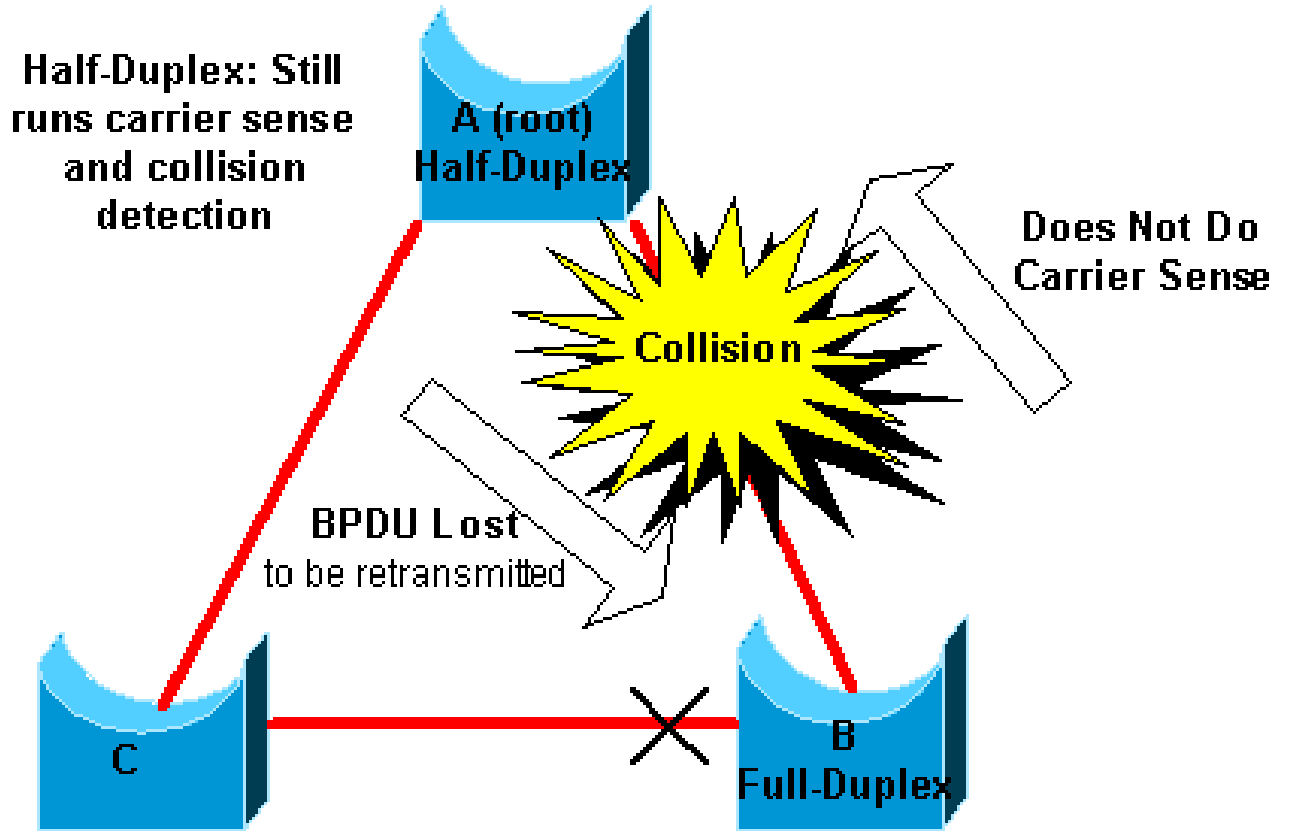 Half-Duplex: Still
runs carrier sense
and collision
detection
A (root)
Half-Duplex
Does Not Do
Carrier Sense
Collision
BPDU Lost
to be retransmitted
C
B
Full-Duplex